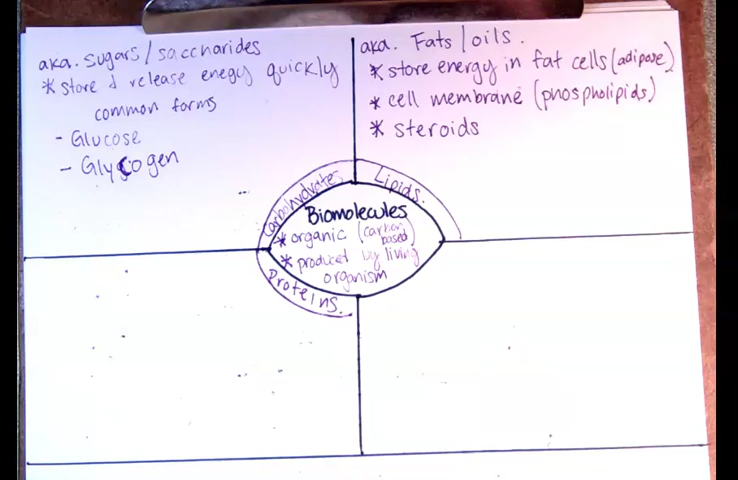 aka. Sugars/saccharides
* store & release enegy quickly
common forms
- Glucose
- Glycogen
aka. Fats/oils.
* store energy in fat cells (adipose)
* cell membrane (phospholipids)
* steroids
Carbohydrates
Lipids.
Biomolecules
* organic (carbon
based)
* produced by living
organism
Proteins.